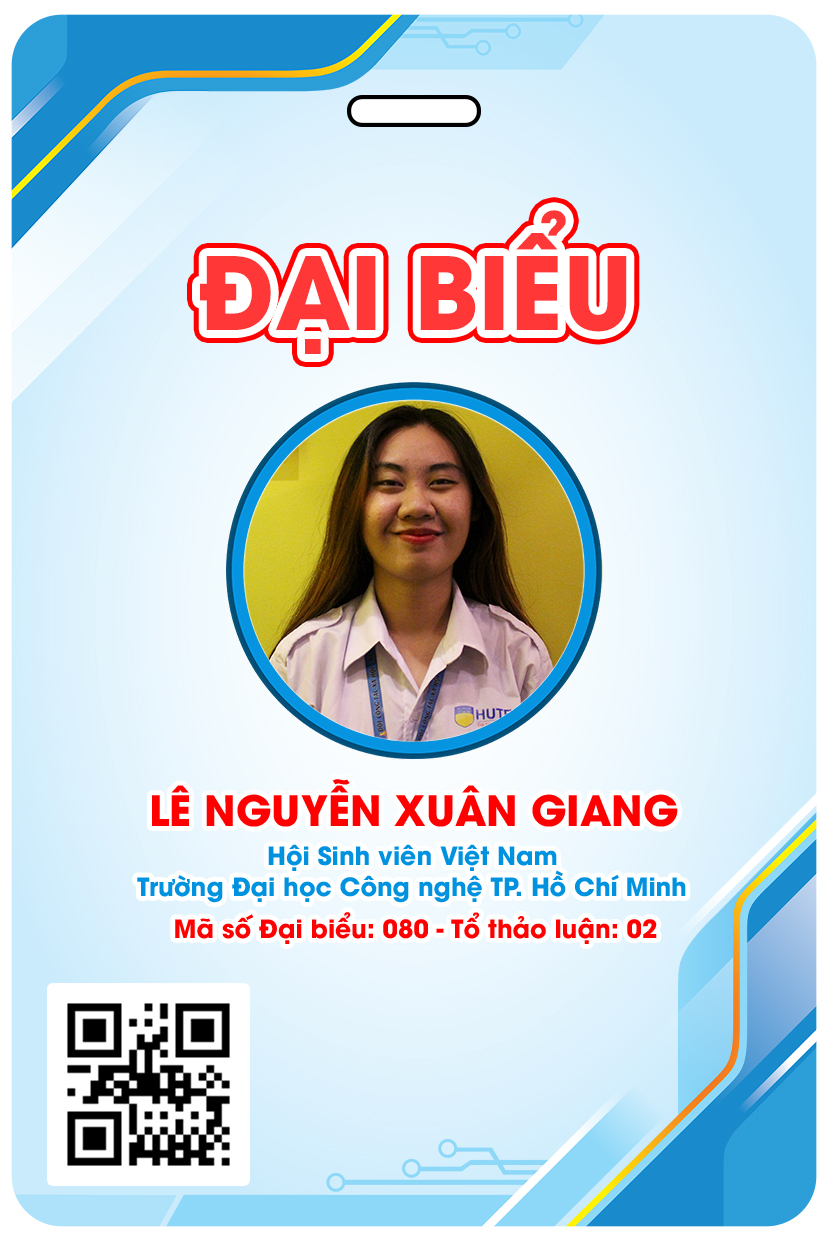 ĐẠI BIỂU
HUTE
LÊ NGUYỄN XUÂN GIANG
Hội Sinh viên Việt Nam
Trường Đại học Công nghệ TP. Hồ Chí Minh
Mã số Đại biểu: 080 - Tổ thảo luận: 02